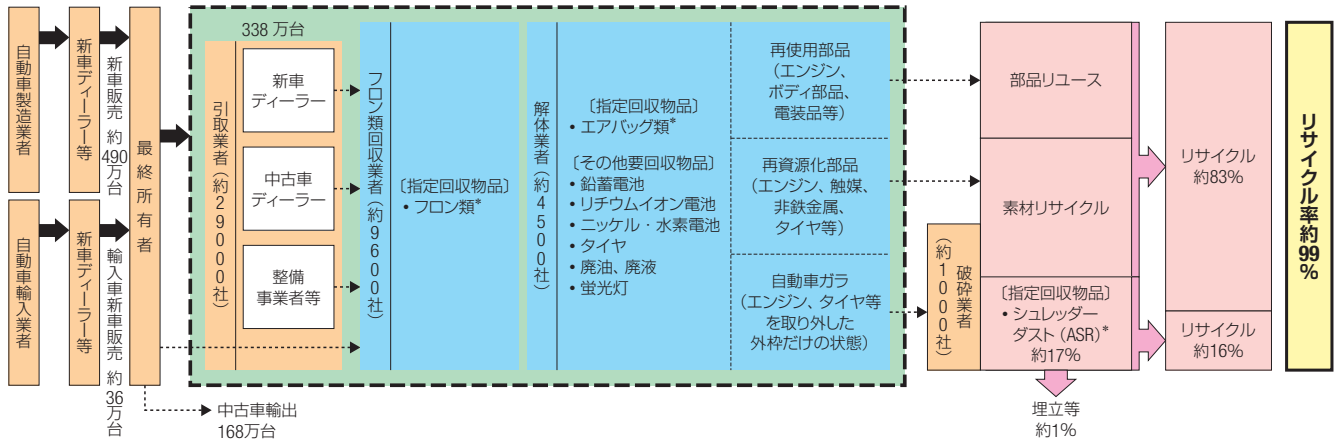 自動車製造業者
新車ディーラー等
新車販売 約490万台
自動車輸入業者
新車ディーラー等
輸入車新車販売 約36万台
最終所有者
中古車輸出
168万台
338 万台
引取業者(約29000社)
新車
ディーラー
中古車
ディーラー
整備
事業者等
フロン類回収業者(約9600社)
〔指定回収物品〕
• フロン類*
解体業者(約4500社)
〔指定回収物品〕
• エアバッグ類*
〔その他要回収物品〕
• 鉛蓄電池
• リチウムイオン電池
• ニッケル・水素電池
• タイヤ
• 廃油、廃液
• 蛍光灯
再使用部品
(エンジン、
ボディ部品、
電装品等)
再資源化部品
(エンジン、触媒、
非鉄金属、
タイヤ等)
自動車ガラ
(エンジン、タイヤ等
を取り外した
外枠だけの状態)
破砕業者
(約1000社)
部品リユース
素材リサイクル
〔指定回収物品〕
• シュレッダー
ダスト(ASR)*
約17%
埋立等
約1%
リサイクル
約83%
リサイクル
約16%
リサイクル率約99%